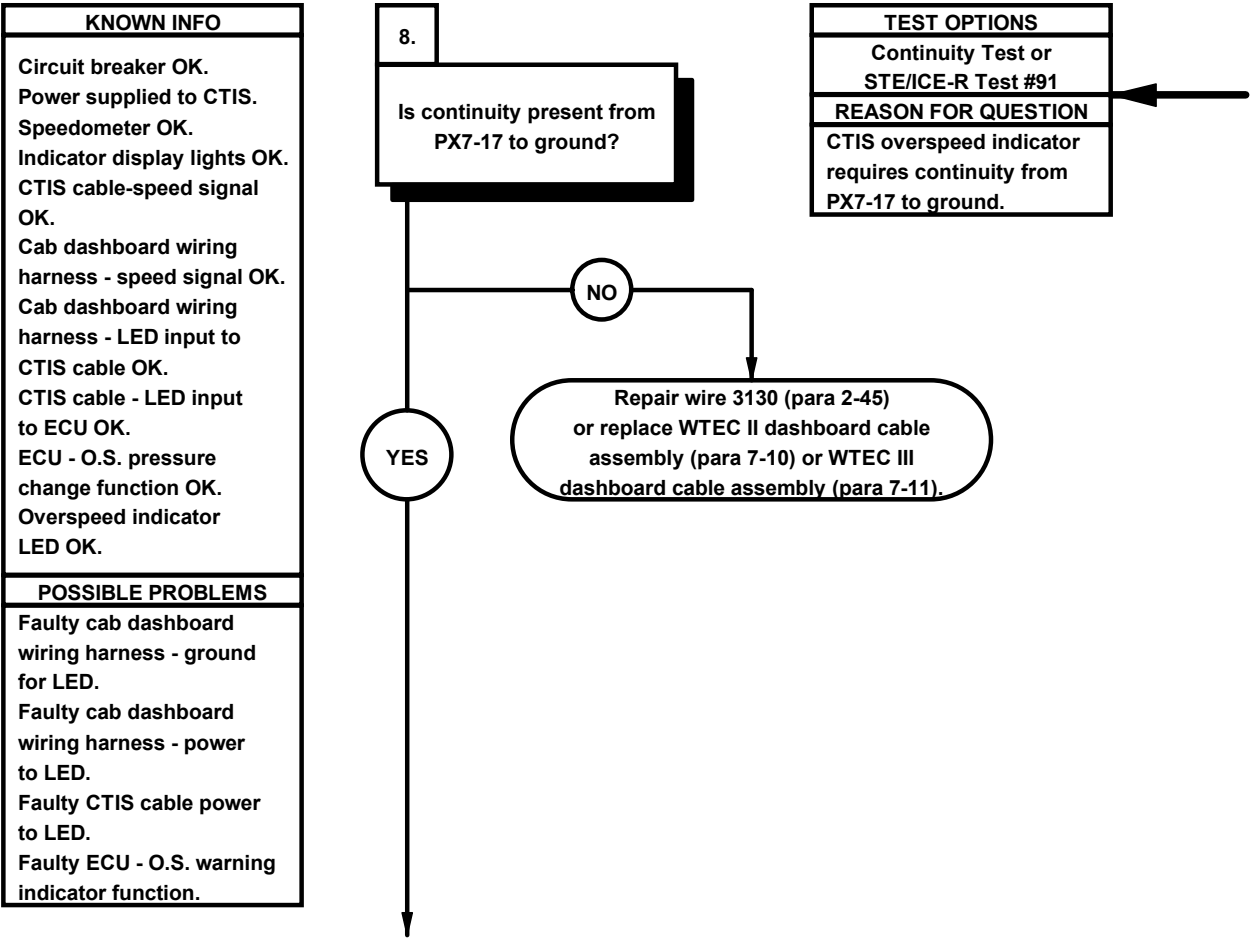 KNOWN INFO
Circuit breaker OK.
Power supplied to CTIS.
Speedometer OK.
Indicator display lights OK.
CTIS cable-speed signal
OK.
Cab dashboard wiring
harness - speed signal OK.
Cab dashboard wiring
harness - LED input to
CTIS cable OK.
CTIS cable - LED input
to ECU OK.
ECU - O.S. pressure
change function OK.
Overspeed indicator
LED OK.
POSSIBLE PROBLEMS
Faulty cab dashboard
wiring harness - ground
for LED.
Faulty cab dashboard
wiring harness - power
to LED.
Faulty CTIS cable power
to LED.
Faulty ECU - O.S. warning
indicator function.
8.
Is continuity present from
PX7-17 to ground?
NO
Repair wire 3130 (para 2-45)
or replace WTEC II dashboard cable
assembly (para 7-10) or WTEC III
dashboard cable assembly (para 7-11).
YES
TEST OPTIONS
Continuity Test or
STE/ICE-R Test #91
REASON FOR QUESTION
CTIS overspeed indicator
requires continuity from
PX7-17 to ground.